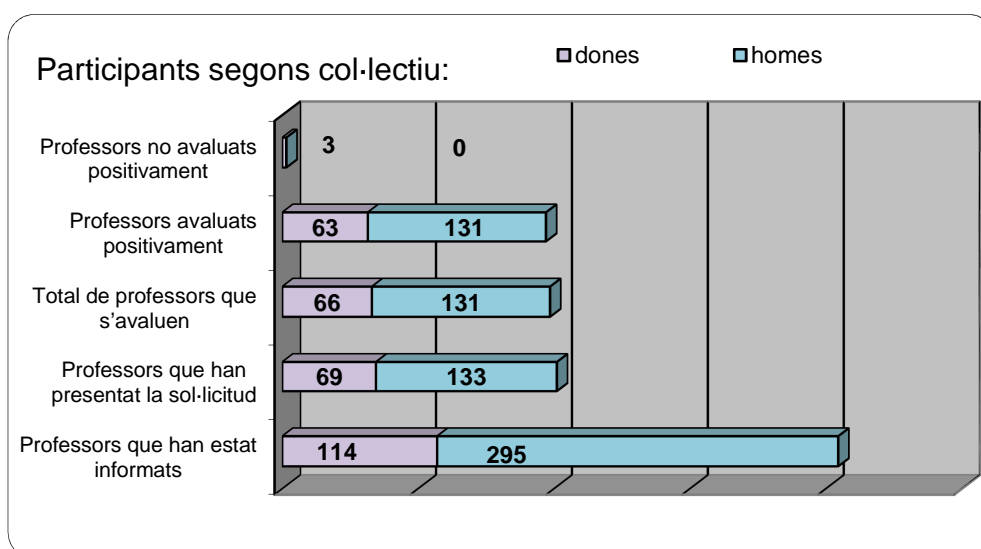 Participants segons col·lectiu:
dones
homes
Professors no avaluats
positivament
3
0
Professors avaluats
positivament
63
131
Total de professors que
s'avaluen
66
131
Professors que han
presentat la sol·licitud
69
133
Professors que han estat
informats
114
295